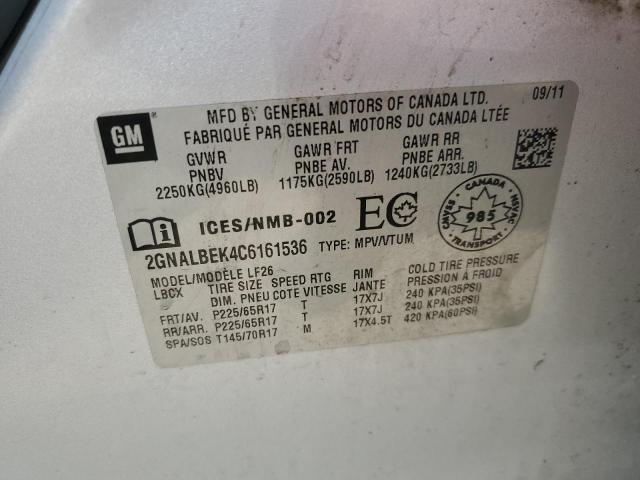 GM
MFD BY GENERAL MOTORS OF CANADA LTD. 09/11
FABRIQUÉ PAR GENERAL MOTORS DU CANADA LTÉE
GVWR GAWR FRT GAWR RR
PNBV PNBE AV. PNBE ARR.
2250KG(4960LB) 1175KG(2590LB) 1240KG(2733LB)
ICES/NMB-002 EC
CANADA
CMVSS 985 NSVAC
TRANSPORT
2GNALBEK4C6161536 TYPE: MPV/VTUM
MODEL/MODÈLE LF26
LBCX TIRE SIZE SPEED RTG RIM COLD TIRE PRESSURE
DIM. PNEU COTE VITESSE JANTE PRESSION A FROID
FRT/AV. P225/65R17 T 17X7J 240 KPA(35PSI)
RR/ARR. P225/65R17 T 17X7J 240 KPA(35PSI)
SPA/SOS T145/70R17 M 17X4.5T 420 KPA(60PSI)